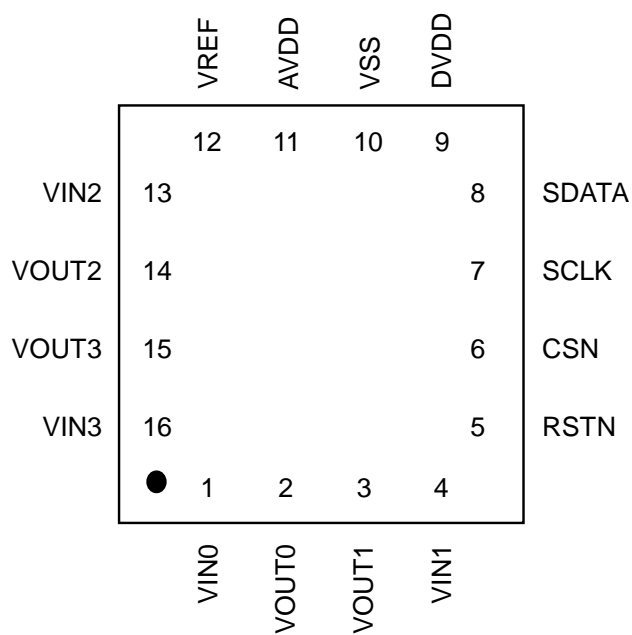 VREF AVDD VSS DVDD
12 11 10 9
VIN2 13 8 SDATA
VOUT2 14 7 SCLK
VOUT3 15 6 CSN
VIN3 16 5 RSTN
1 2 3 4
VIN0 VOUT0 VOUT1 VIN1